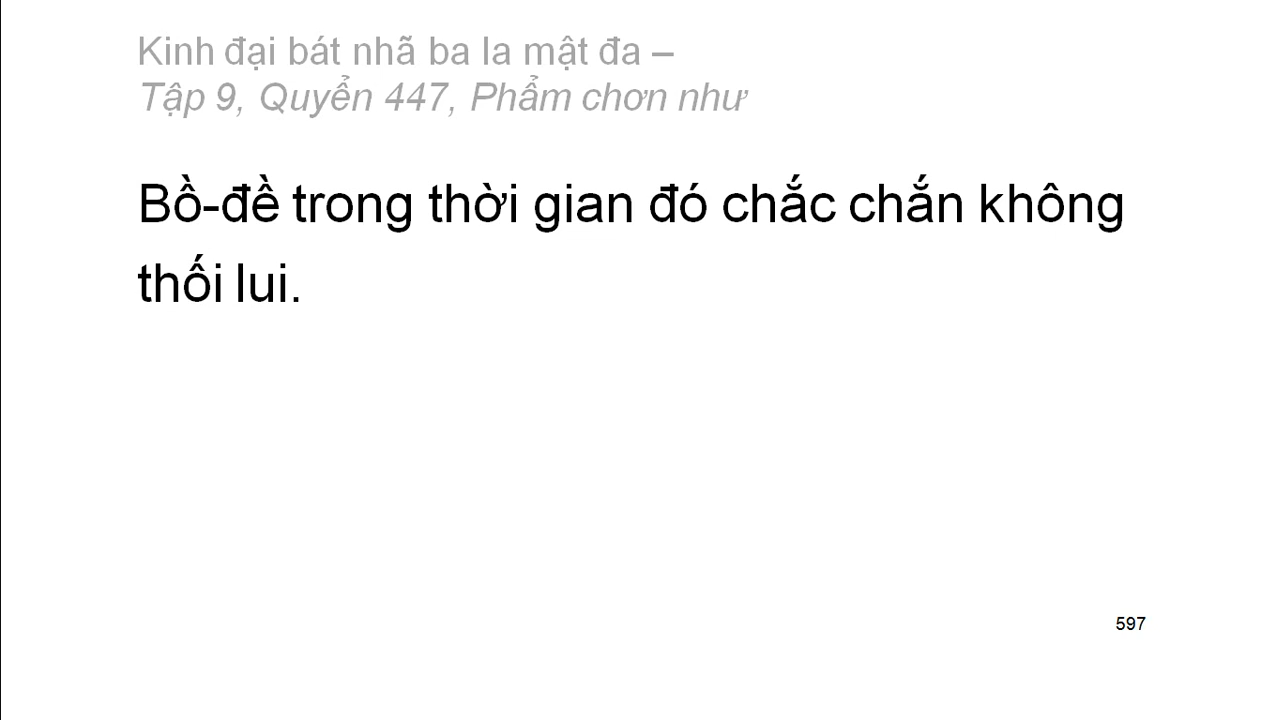 Kinh đại bát nhã ba la mật đa –
Tập 9, Quyển 447, Phẩm chơn như
Bồ-đề trong thời gian đó chắc chắn không
thối lui.
597